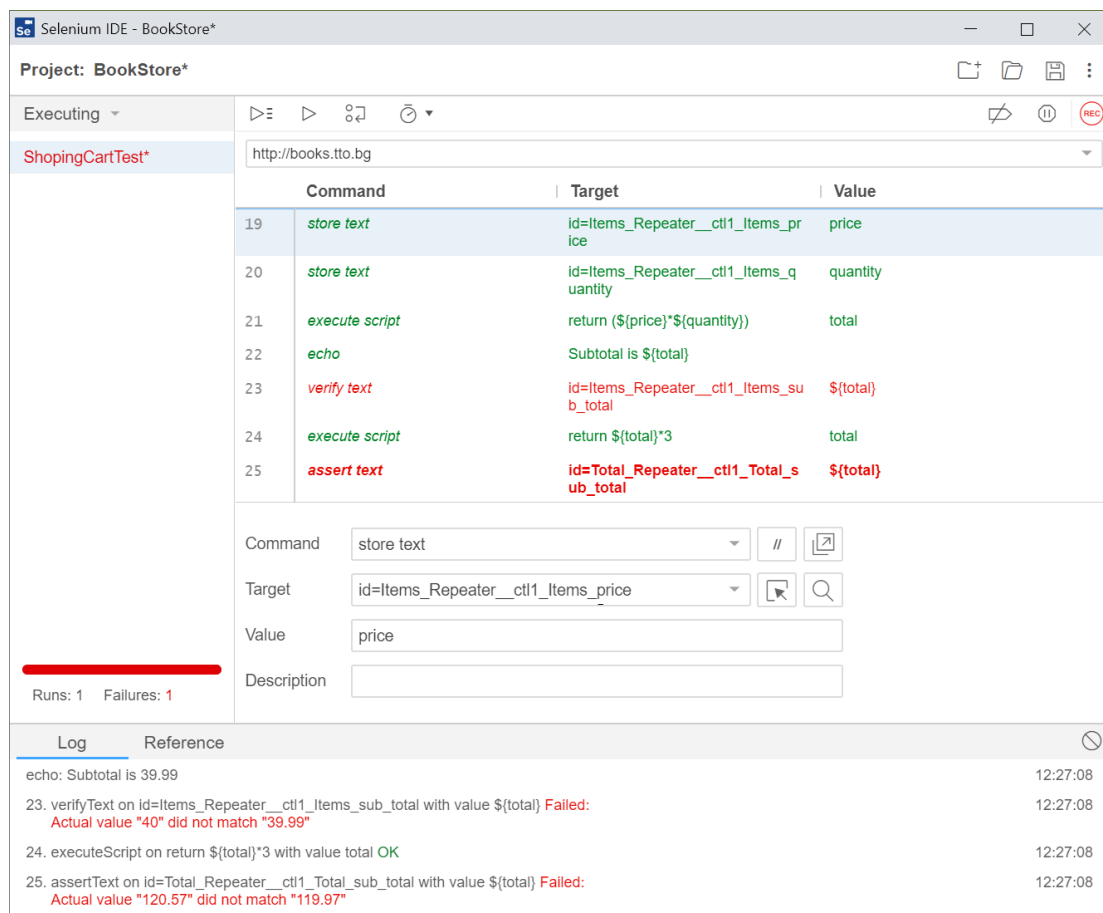 Se Selenium IDE - BookStore*
Project: BookStore*
Executing
REC
ShopingCartTest*
http://books.tto.bg
Command Target Value
19 store text id=Items_Repeater__ctl1_Items_pr price
ice
20 store text id=Items_Repeater__ctl1_Items_q quantity
uantity
21 execute script return (${price}*${quantity}) total
22 echo Subtotal is ${total}
23 verify text id=Items_Repeater__ctl1_Items_su ${total}
b_total
24 execute script return ${total}*3 total
25 assert text id=Total_Repeater__ctl1_Total_s ${total}
ub_total
Command store text //
Target id=Items_Repeater__ctl1_Items_price
Value price
Description
Runs: 1 Failures: 1
Log Reference
echo: Subtotal is 39.99 12:27:08
23. verifyText on id=Items_Repeater__ctl1_Items_sub_total with value ${total} Failed: 12:27:08
Actual value "40" did not match "39.99"
24. executeScript on return ${total}*3 with value total OK 12:27:08
25. assertText on id=Total_Repeater__ctl1_Total_sub_total with value ${total} Failed: 12:27:08
Actual value "120.57" did not match "119.97"